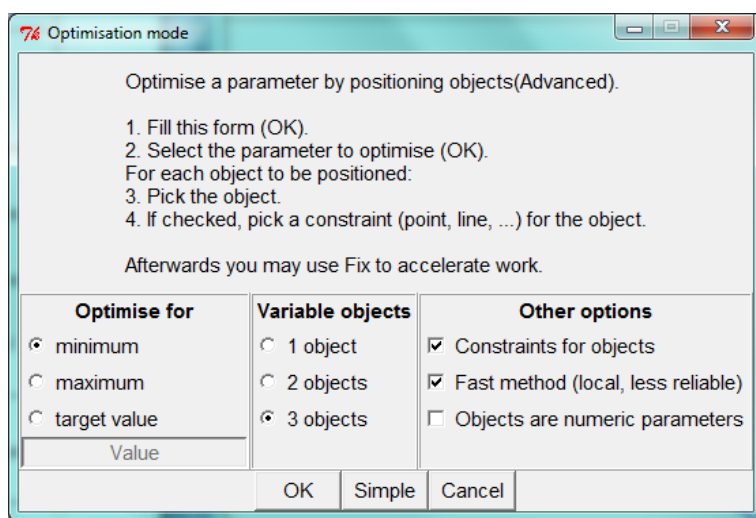 Optimisation mode
Optimise a parameter by positioning objects(Advanced).
1. Fill this form (OK).
2. Select the parameter to optimise (OK).
For each object to be positioned:
3. Pick the object.
4. If checked, pick a constraint (point, line, ...) for the object.
Afterwards you may use Fix to accelerate work.
Optimise for
minimum
maximum
target value
Value
Variable objects
1 object
2 objects
3 objects
Other options
Constraints for objects
Fast method (local, less reliable)
Objects are numeric parameters
OK Simple Cancel